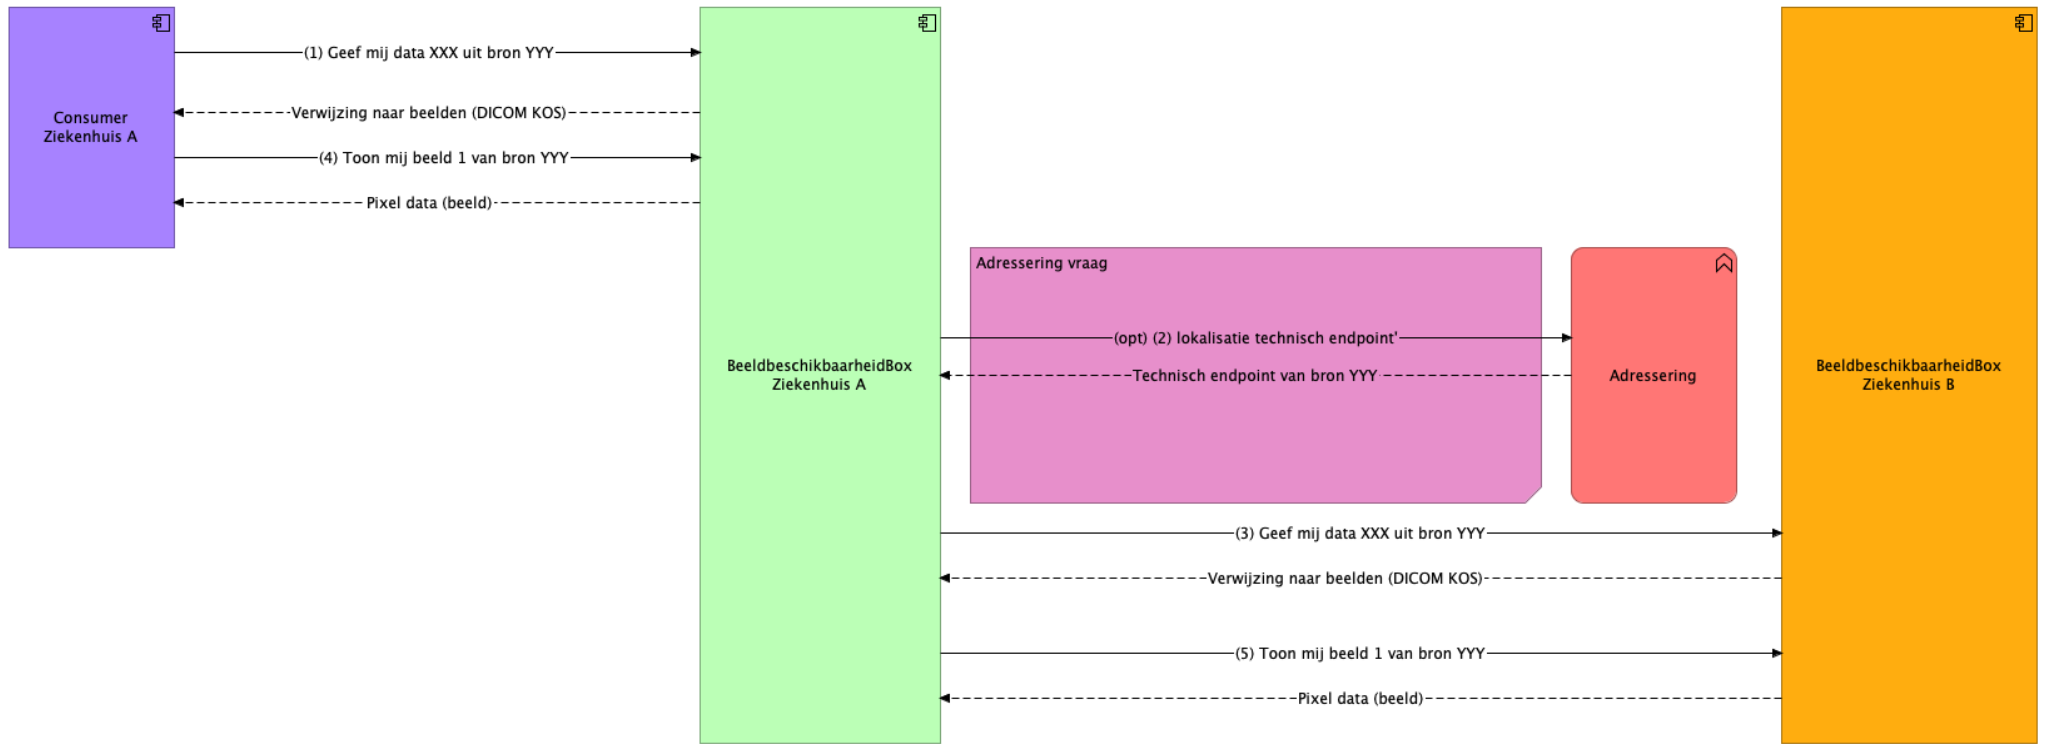 (1) Geef mij data XXX uit bron YYY
Verwijzing naar beelden (DICOM KOS)
Consumer
Ziekenhuis A
(4) Toon mij beeld 1 van bron YYY
Pixel data (beeld)
Adressering vraag
(opt) (2) lokalisatie technisch endpoint'
Technisch endpoint van bron YYY
Adressering
BeeldbeschikbaarheidBox
Ziekenhuis A
BeeldbeschikbaarheidBox
Ziekenhuis B
(3) Geef mij data XXX uit bron YYY
Verwijzing naar beelden (DICOM KOS)
(5) Toon mij beeld 1 van bron YYY
Pixel data (beeld)